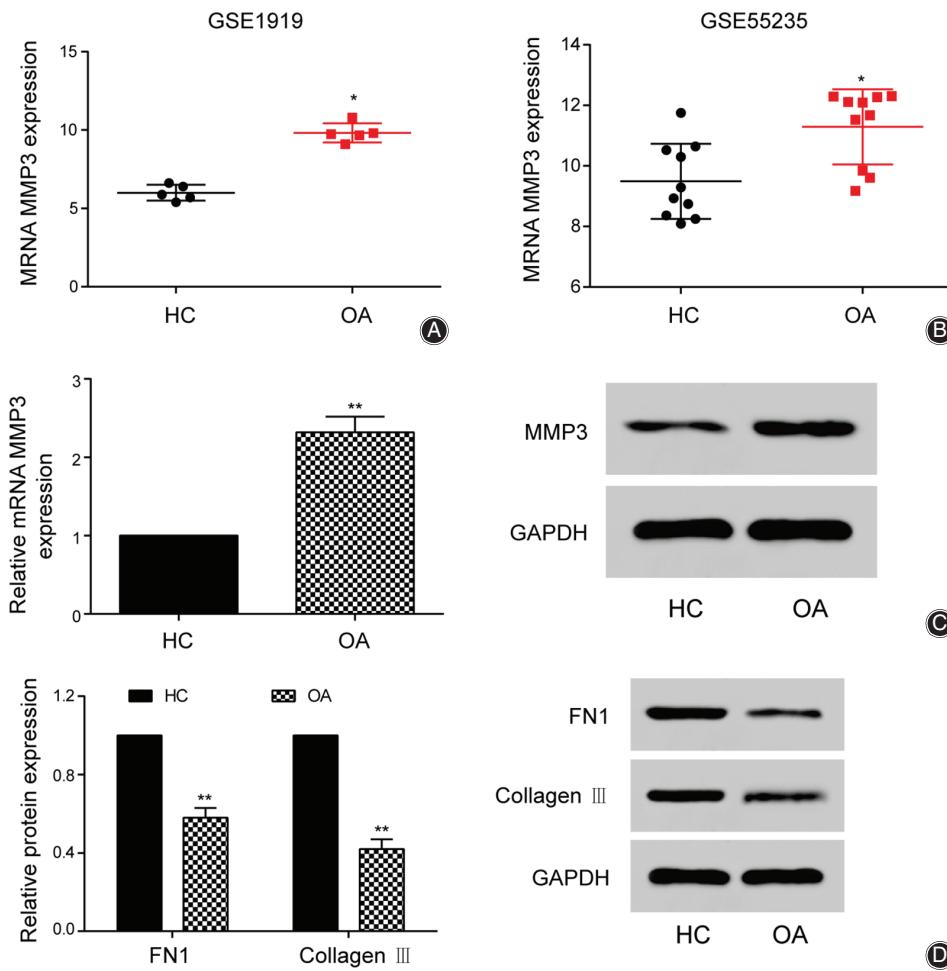 GSE1919
MRNA MMP3 expression
15
10
5
0
*
HC
OA
A
GSE55235
MRNA MMP3 expression
14
12
10
8
6
*
HC
OA
B
Relative mRNA MMP3
expression
3
2
1
0
**
HC
OA
MMP3
GAPDH
HC
OA
C
Relative protein expression
1.2
0.8
0.4
0.0
HC
OA
**
**
FN1
Collagen Ⅲ
FN1
Collagen Ⅲ
GAPDH
HC
OA
D